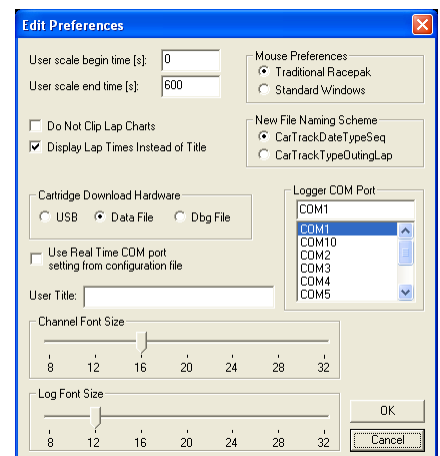 Edit Preferences
User scale begin time [s]: 0
User scale end time [s]: 600
Mouse Preferences
Traditional Racepak
Standard Windows
Do Not Clip Lap Charts
Display Lap Times Instead of Title
New File Naming Scheme
CarTrackDateTypeSeq
CarTrackTypeOutingLap
Cartridge Download Hardware
USB Data File Dbg File
Logger COM Port
COM1
COM1
COM10
COM2
COM3
COM4
COM5
Use Real Time COM port
setting from configuration file
User Title:
Channel Font Size
8 12 16 20 24 28 32
Log Font Size
8 12 16 20 24 28 32
OK
Cancel